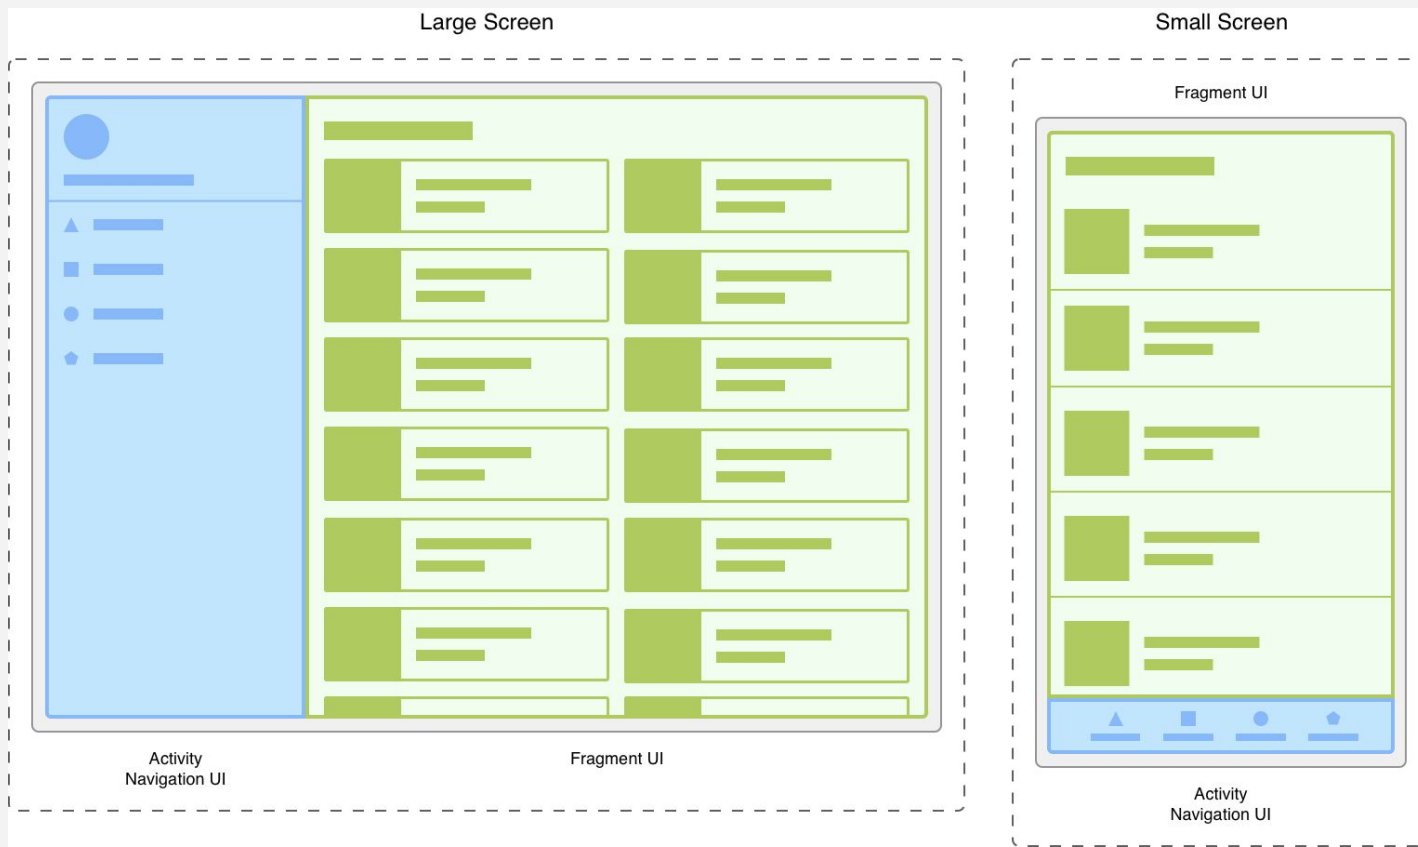 Large Screen
Activity
Navigation UI
Fragment UI
Small Screen
Fragment UI
Activity
Navigation UI